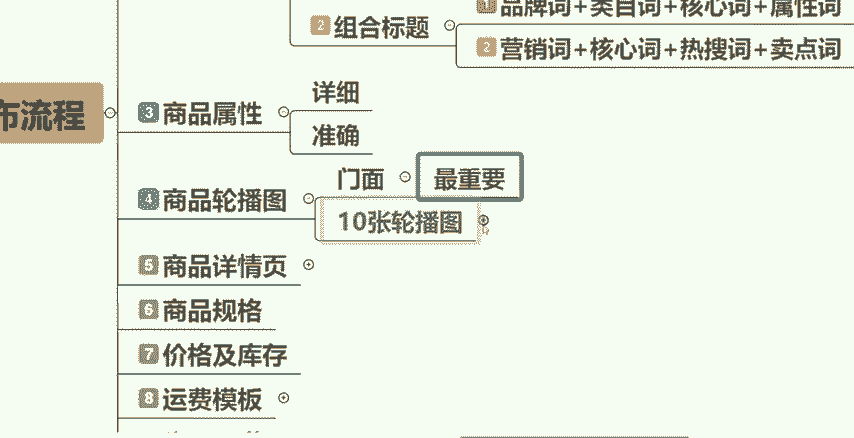 1 品牌词+类目词+核心词+属性词
2 组合标题
2 营销词+核心词+热搜词+卖点词
布流程
3 商品属性
详细
准确
4 商品轮播图
门面
最重要
10张轮播图
5 商品详情页
6 商品规格
7 价格及库存
8 运费模板